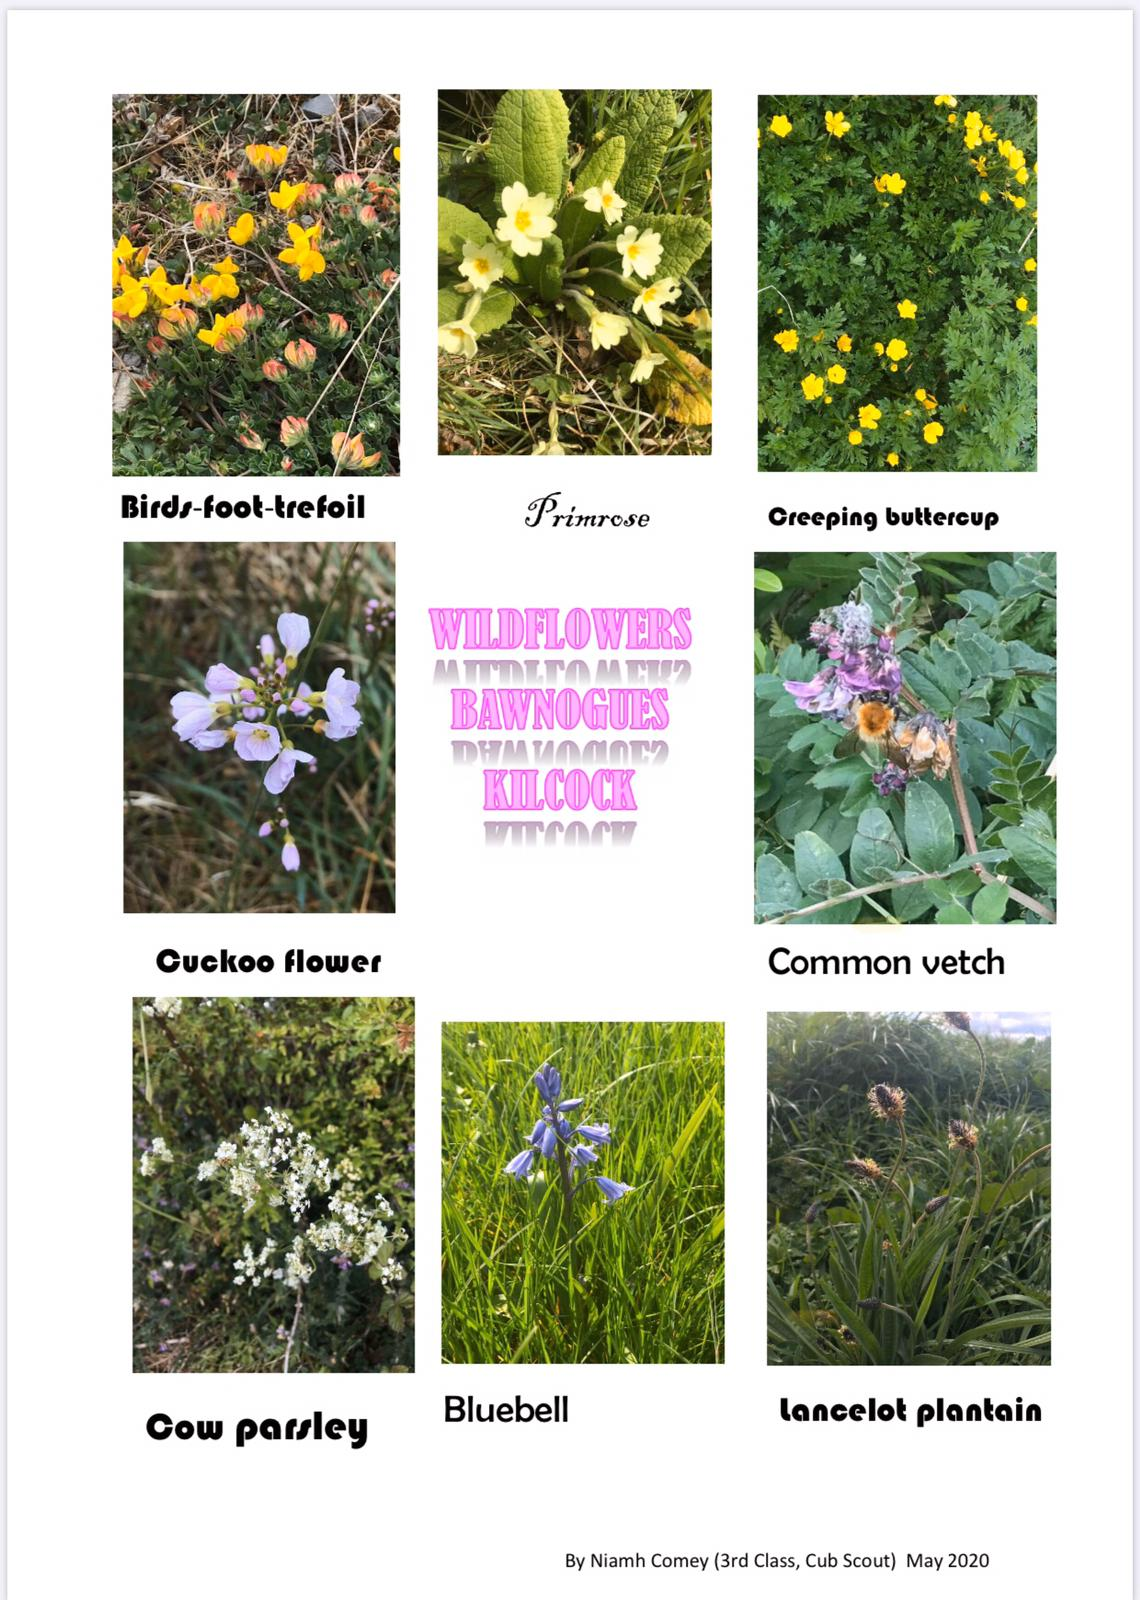 Birds-foot-trefoil
Primrose
Creeping buttercup
WILDFLOWERS
BAWNOGUES
KILCOCK
Cuckoo flower
Common vetch
Cow parsley
Bluebell
Lancelot plantain
By Niamh Comey (3rd Class, Cub Scout)  May 2020